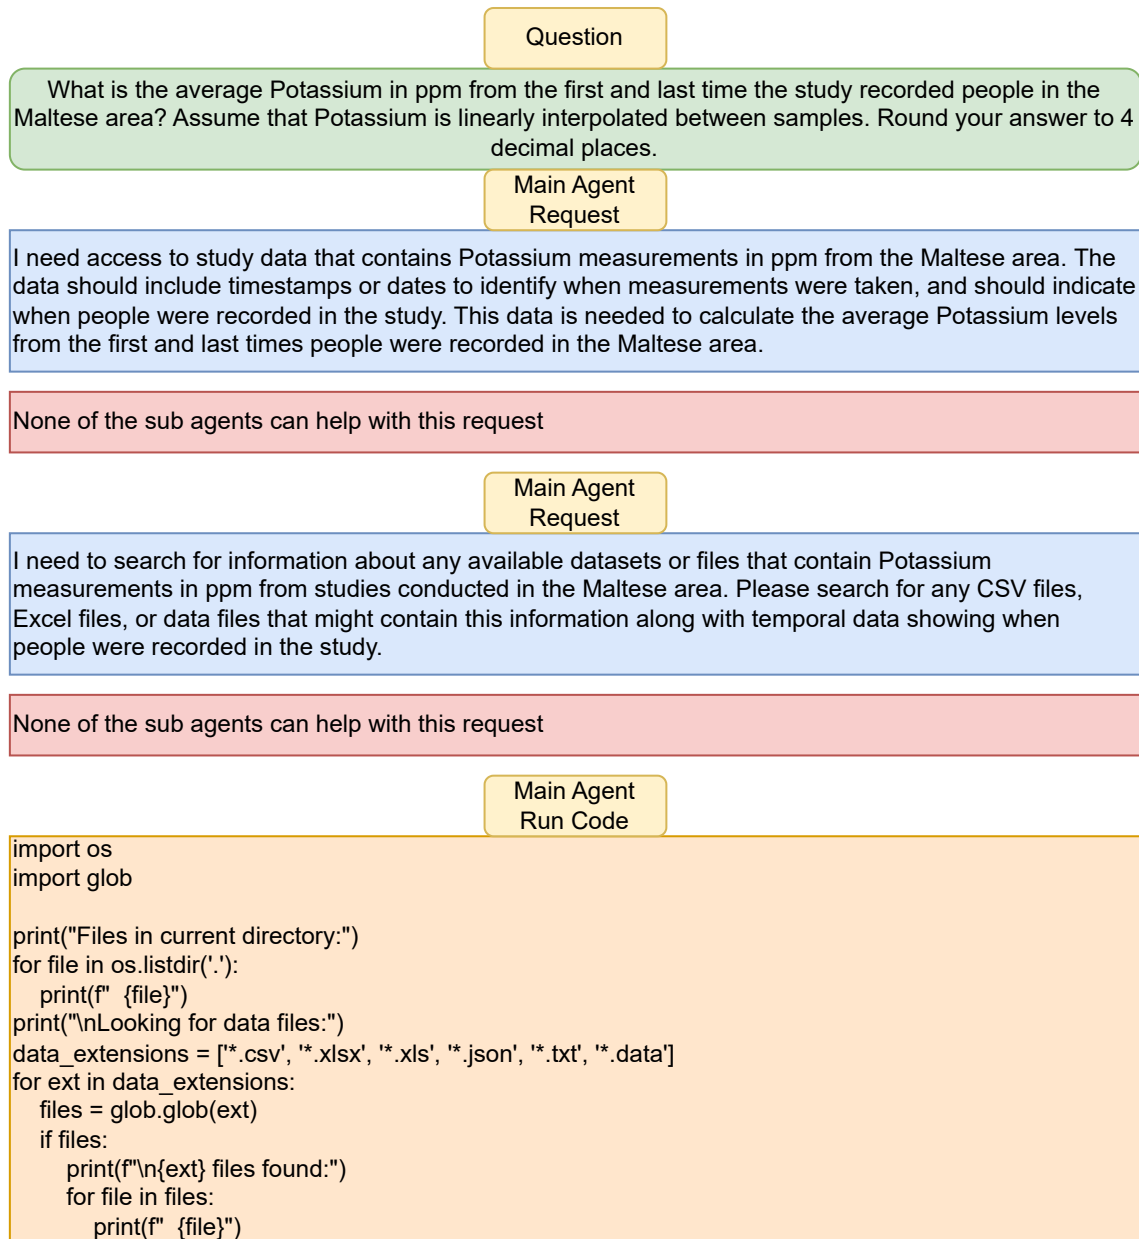 Question
What is the average Potassium in ppm from the first and last time the study recorded people in the
Maltese area? Assume that Potassium is linearly interpolated between samples. Round your answer to 4
decimal places.
Main Agent
Request
I need access to study data that contains Potassium measurements in ppm from the Maltese area. The
data should include timestamps or dates to identify when measurements were taken, and should indicate
when people were recorded in the study. This data is needed to calculate the average Potassium levels
from the first and last times people were recorded in the Maltese area.
None of the sub agents can help with this request
Main Agent
Request
I need to search for information about any available datasets or files that contain Potassium
measurements in ppm from studies conducted in the Maltese area. Please search for any CSV files,
Excel files, or data files that might contain this information along with temporal data showing when
people were recorded in the study.
None of the sub agents can help with this request
Main Agent
Run Code
import os
import glob
print("Files in current directory:")
for file in os.listdir('.'):
    print(f"  {file}")
print("\nLooking for data files:")
data_extensions = ['*.csv', '*.xlsx', '*.xls', '*.json', '*.txt', '*.data']
for ext in data_extensions:
    files = glob.glob(ext)
    if files:
        print(f"\n{ext} files found:")
        for file in files:
            print(f"  {file}")